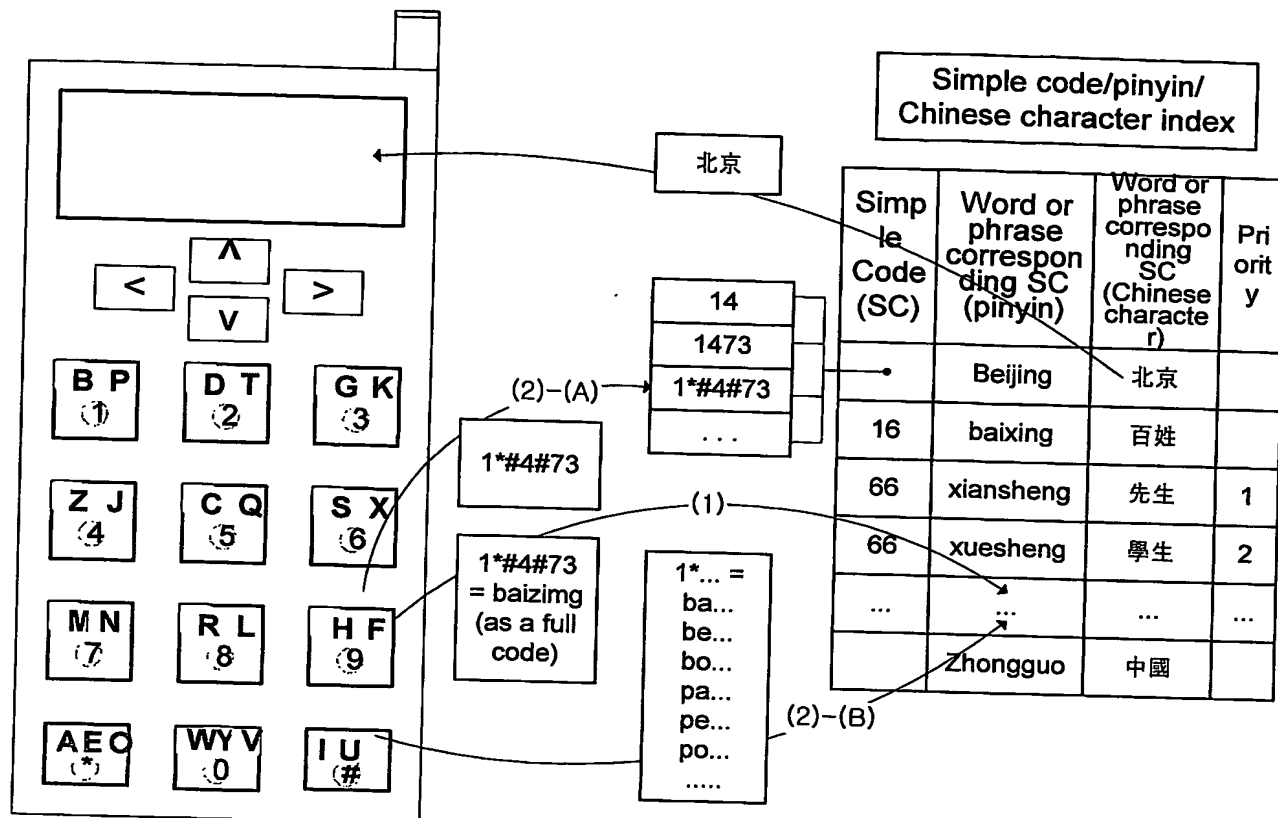 Simple code/pinyin/
Chinese character index
北京
Simp
le
Code
(SC)
Word or
phrase
correspon
ding SC
(pinyin)
Word or
phrase
correspo
nding
SC
(Chinese
characte
r)
Pri
orit
y
Beijing
北京
16
baixing
百姓
66
xiansheng
先生
1
66
xuesheng
學生
2
...
...
...
...
Zhongguo
中國
<
Λ
V
>
B P
1
D T
2
G K
3
Z J
4
C Q
5
S X
6
M N
7
R L
8
H F
9
A E O
*
W Y V
0
I U
#
14
1473
1*#4#73
...
(2)-(A)
1*#4#73
(1)
1*#4#73
= baizimg
(as a full
code)
1*... =
ba...
be...
bo...
pa...
pe...
po...
.....
(2)-(B)